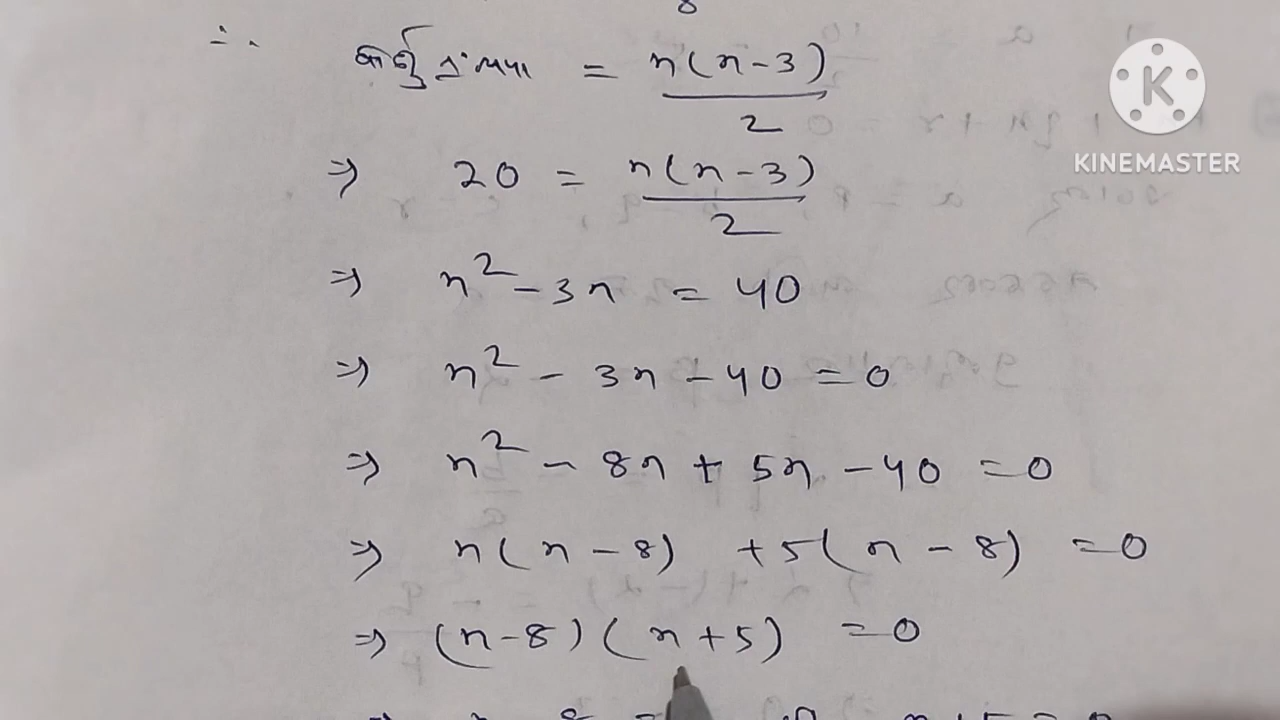 ∴ କର୍ଣ୍ଣ ସଂଖ୍ୟା = n(n-3)/2
⇒ 20 = n(n-3)/2
⇒ n² - 3n = 40
⇒ n² - 3n - 40 = 0
⇒ n² - 8n + 5n - 40 = 0
⇒ n(n-8) + 5(n-8) = 0
⇒ (n-8)(n+5) = 0
K
KINEMASTER